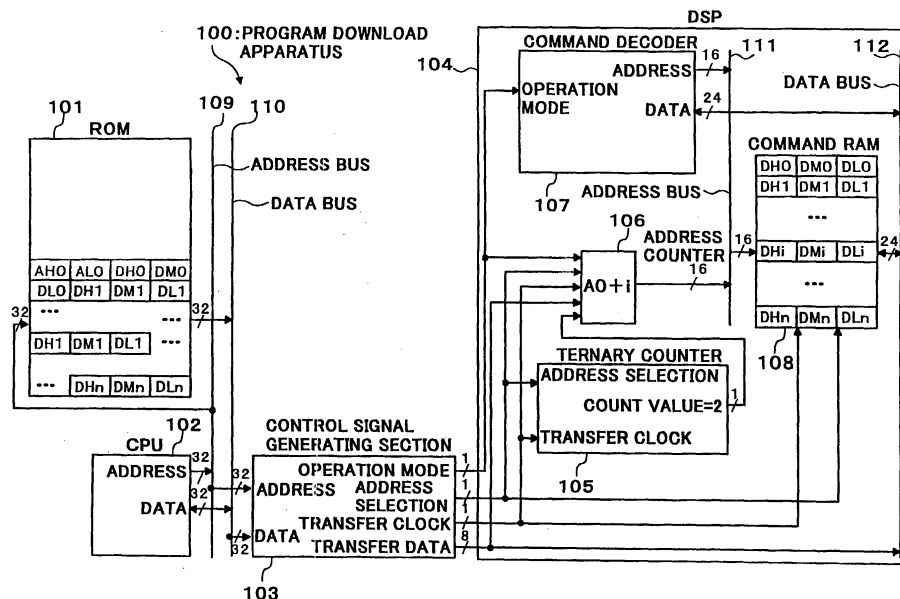 DSP
100:PROGRAM DOWNLOAD
APPARATUS
104
COMMAND DECODER
ADDRESS
16
OPERATION
MODE
DATA
24
107
111
112
DATA BUS
109
110
101
ROM
ADDRESS BUS
DATA BUS
AH0 AL0 DH0 DM0
DL0 DH1 DM1 DL1
--- ---
DH1 DM1 DL1 ---
--- DHn DMn DLn
32
32
ADDRESS BUS
106
A0+i
ADDRESS
COUNTER
16
16
COMMAND RAM
DH0 DM0 DL0
DH1 DM1 DL1
---
DHi DMi DLi
---
DHn DMn DLn
24
108
TERNARY COUNTER
ADDRESS SELECTION
COUNT VALUE=2
1
TRANSFER CLOCK
105
CPU
102
ADDRESS
32
DATA
32
CONTROL SIGNAL
GENERATING SECTION
OPERATION MODE
1
32
ADDRESS
ADDRESS
SELECTION
1
TRANSFER CLOCK
1
DATA
32
TRANSFER DATA
8
103